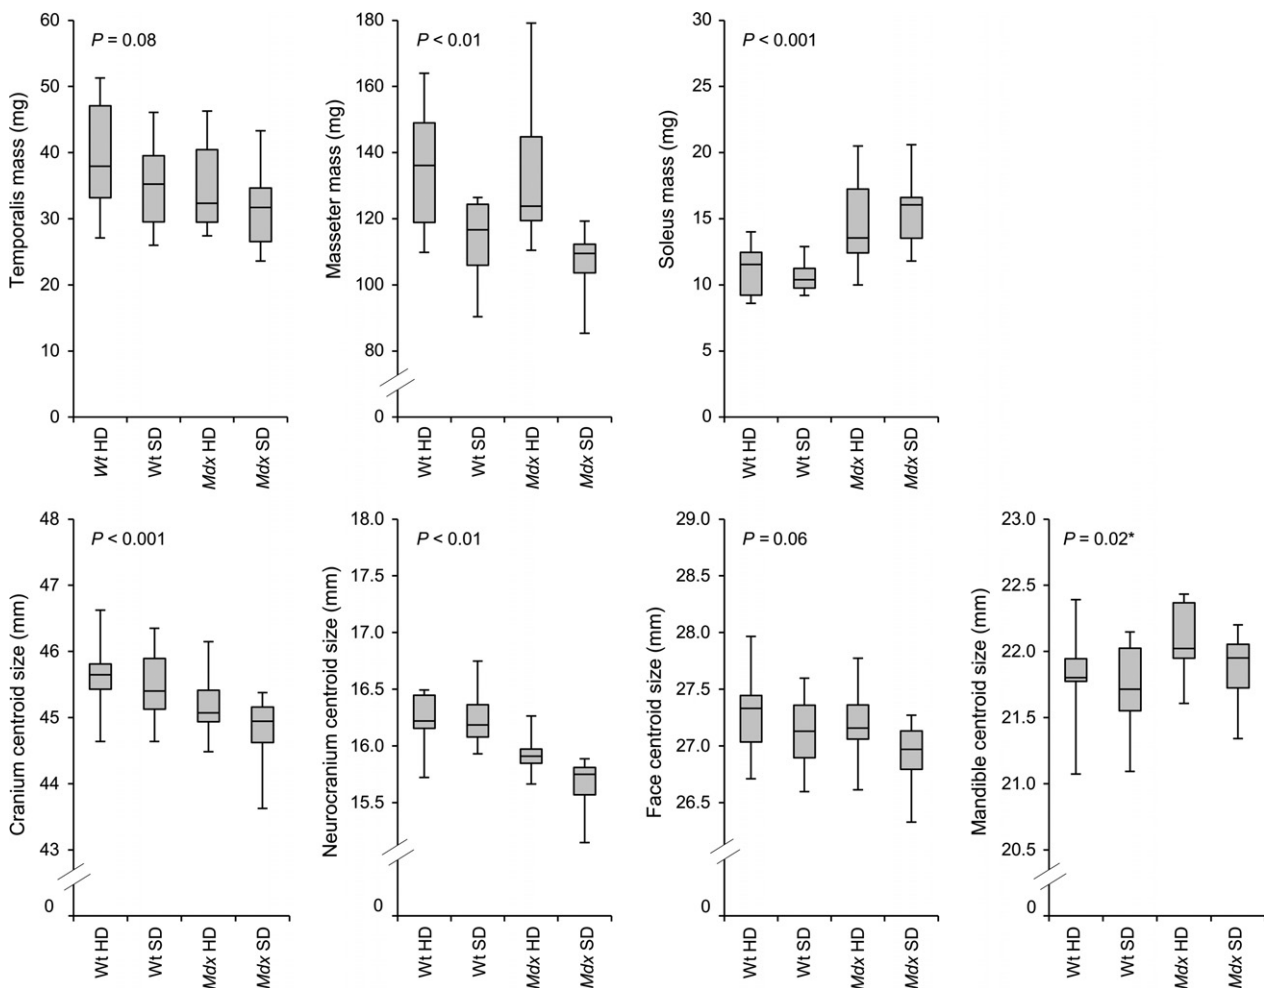 Temporalis mass (mg)
60
50
40
30
20
10
0
P = 0.08
Wt HD
Wt SD
Mdx HD
Mdx SD
Masseter mass (mg)
180
160
140
120
100
80
0
P < 0.01
Wt HD
Wt SD
Mdx HD
Mdx SD
Soleus mass (mg)
30
25
20
15
10
5
0
P < 0.001
Wt HD
Wt SD
Mdx HD
Mdx SD
Cranium centroid size (mm)
48
47
46
45
44
43
0
P < 0.001
Wt HD
Wt SD
Mdx HD
Mdx SD
Neurocranium centroid size (mm)
18.0
17.5
17.0
16.5
16.0
15.5
0
P < 0.01
Wt HD
Wt SD
Mdx HD
Mdx SD
Face centroid size (mm)
29.0
28.5
28.0
27.5
27.0
26.5
0
P = 0.06
Wt HD
Wt SD
Mdx HD
Mdx SD
Mandible centroid size (mm)
23.0
22.5
22.0
21.5
21.0
20.5
0
P = 0.02*
Wt HD
Wt SD
Mdx HD
Mdx SD